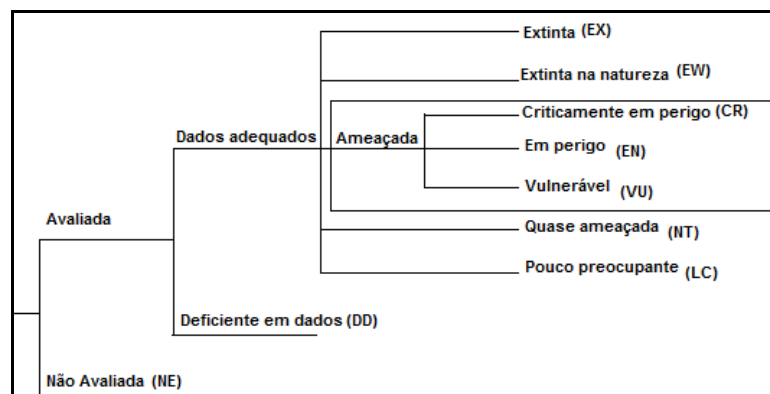 Extinta (EX)
Extinta na natureza (EW)
Criticamente em perigo (CR)
Dados adequados Ameaçada
Em perigo (EN)
Vulnerável (VU)
Avaliada
Quase ameaçada (NT)
Pouco preocupante (LC)
Deficiente em dados (DD)
Não Avaliada (NE)